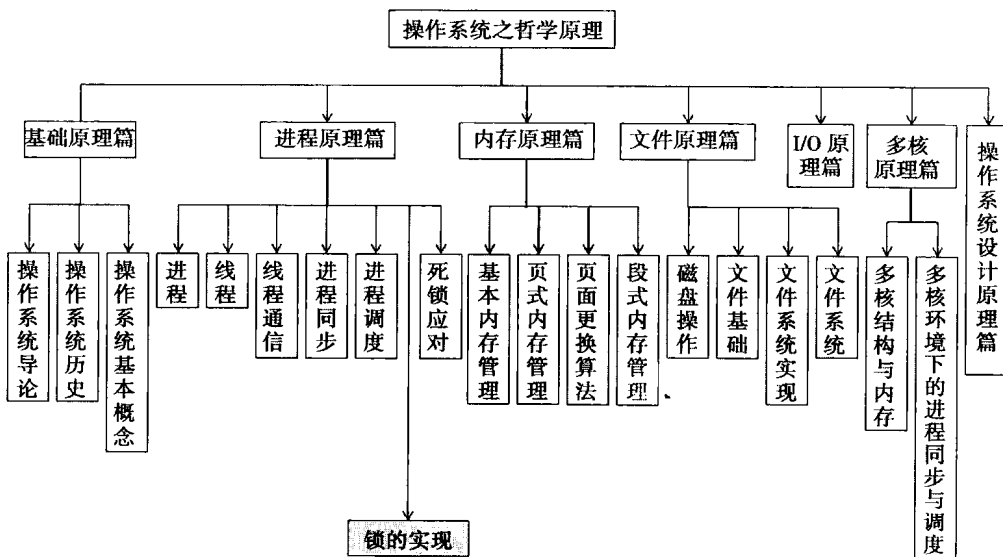 操作系统之哲学原理
基础原理篇
进程原理篇
内存原理篇
文件原理篇
I/O 原
理篇
多核
原理篇
操作系统设计原理篇
操作系统导论
操作系统历史
操作系统基本概念
进程
线程
线程通信
进程同步
进程调度
死锁应对
基本内存管理
页式内存管理
页面更换算法
段式内存管理
磁盘操作
文件基础
文件系统实现
文件系统
多核结构与内存
多核环境下的进程同步与调度
锁的实现